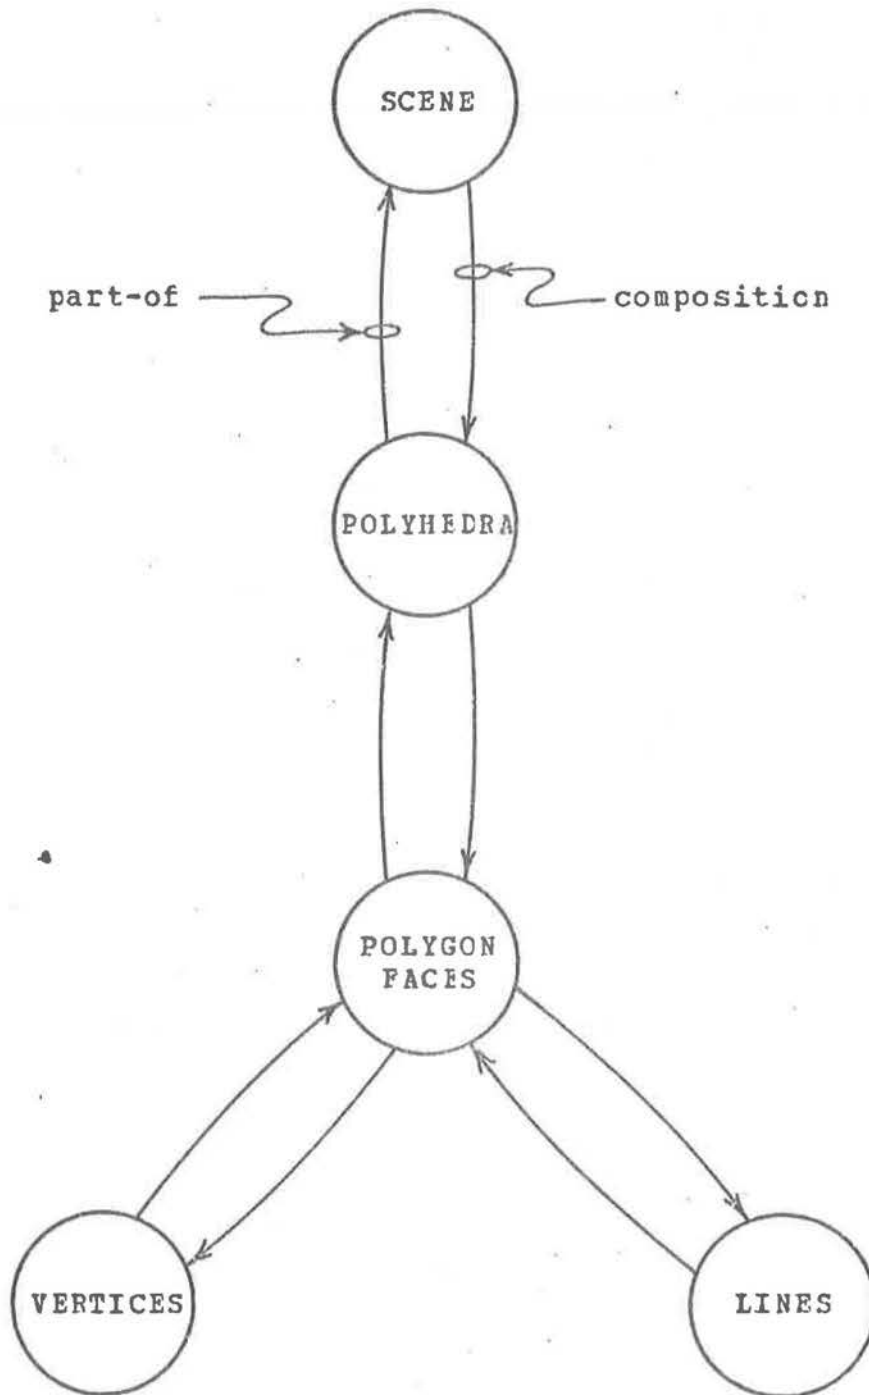 SCENE
part-of
composition
POLYHEDRA
POLYGON
FACES
VERTICES
LINES